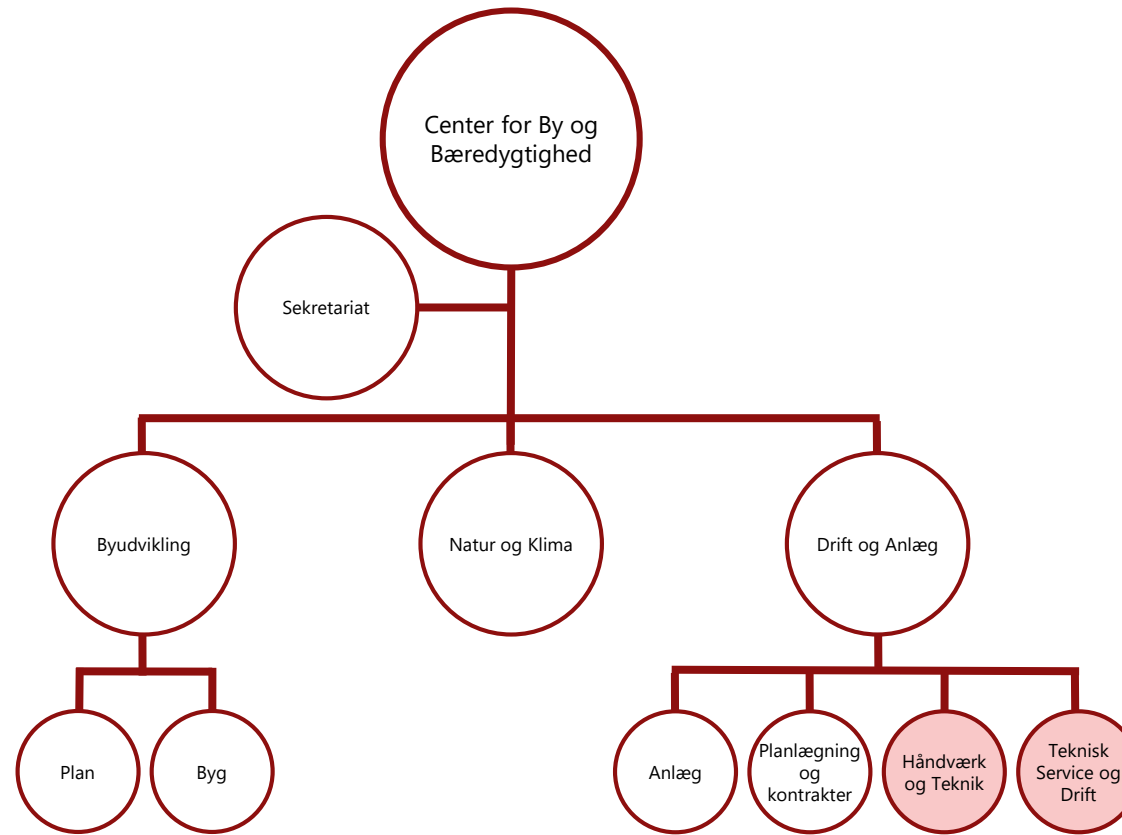 Center for By og
Bæredygtighed
Sekretariat
Byudvikling
Natur og Klima
Drift og Anlæg
Plan
Byg
Anlæg
Planlægning
og
kontrakter
Håndværk
og Teknik
Teknisk
Service og
Drift